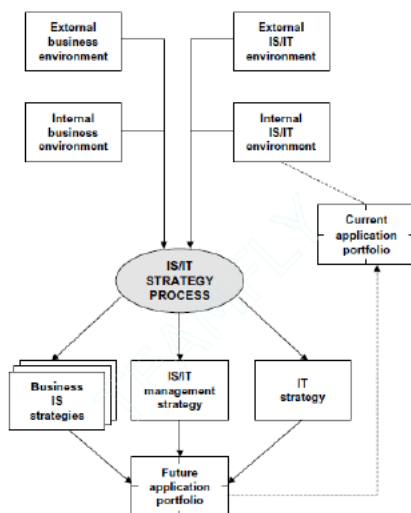 External
business
environment
External
IS/IT
environment
Internal
business
environment
Internal
IS/IT
environment
Current
application
portfolio
IS/IT
STRATEGY
PROCESS
Business
IS
strategies
IS/IT
management
strategy
IT
strategy
Future
application
portfolio